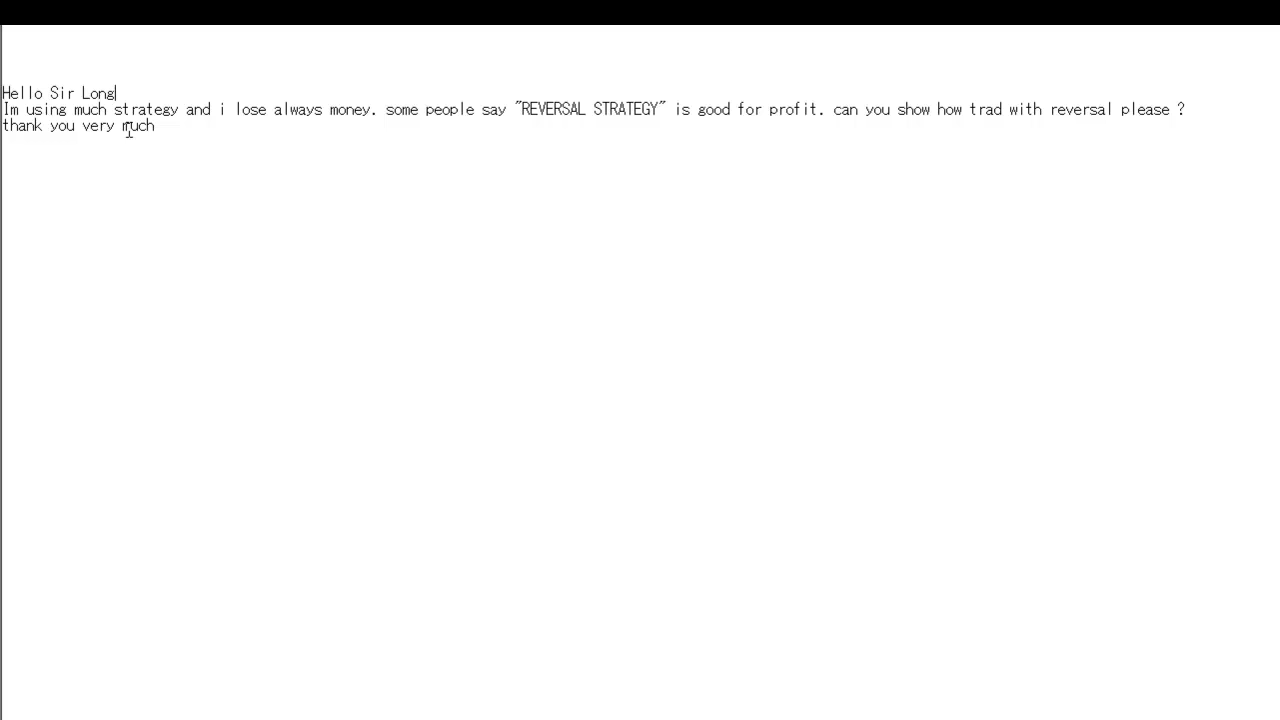 Hello Sir Long
Im using much strategy and i lose always money. some people say "REVERSAL STRATEGY" is good for profit. can you show how trad with reversal please ?
thank you very much